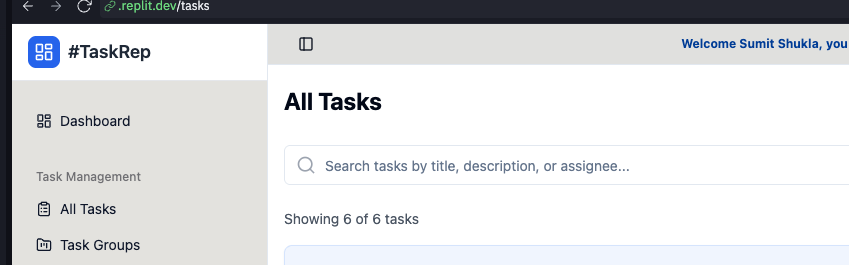 .replit.dev/tasks
#TaskRep
Welcome Sumit Shukla, you
Dashboard
All Tasks
Task Management
Search tasks by title, description, or assignee...
All Tasks
Showing 6 of 6 tasks
Task Groups